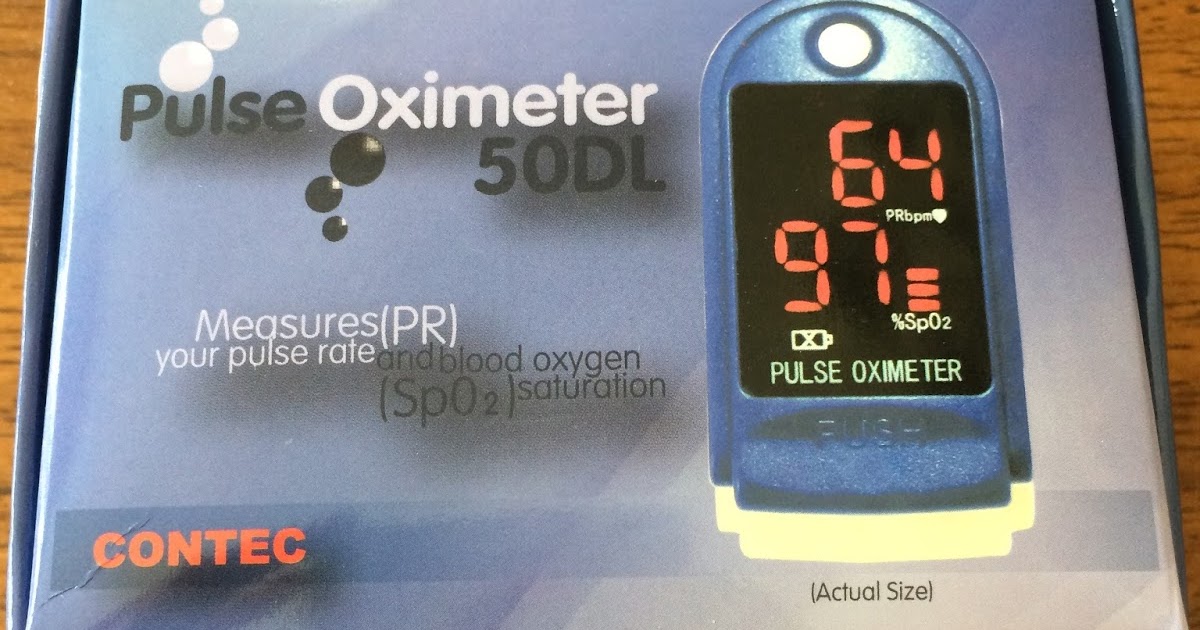 Pulse Oximeter
50DL
Measures(PR)
your pulse rate and blood oxygen
(SpO2) saturation
CONTEC
64
PRbpm
97
%SpO2
PULSE OXIMETER
PUSH
(Actual Size)